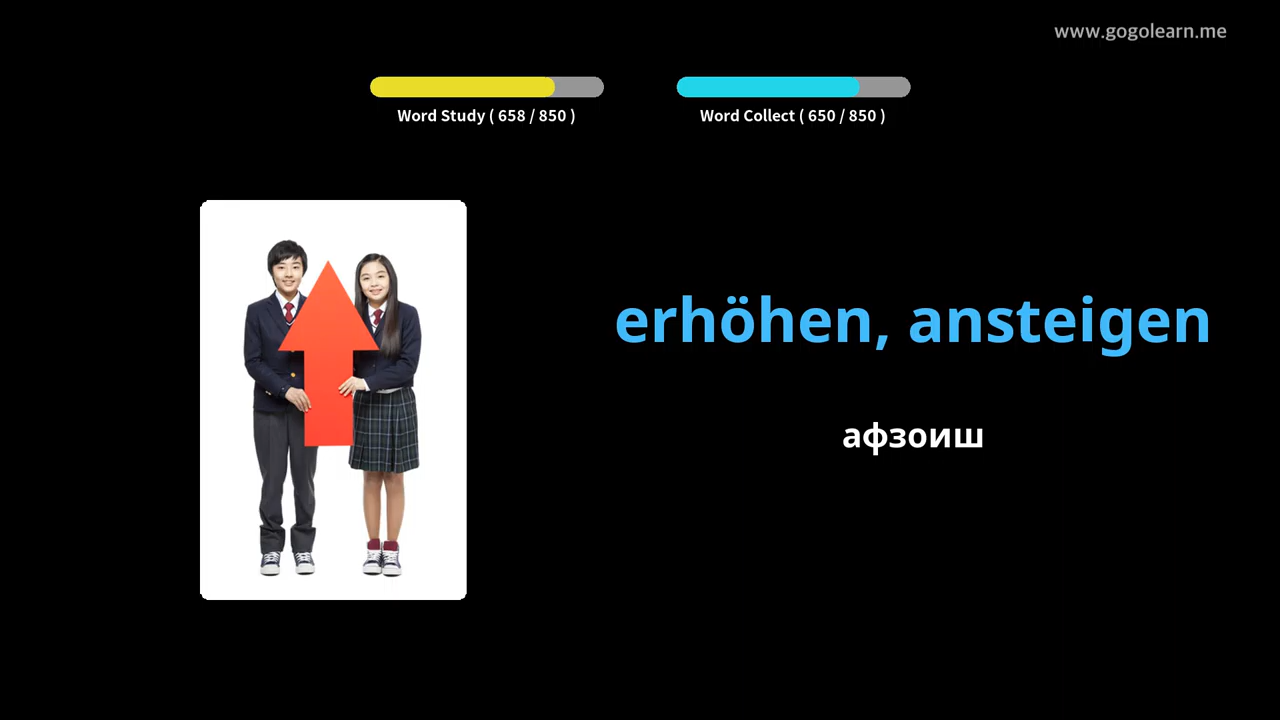 www.gogolearn.me
Word Study ( 658 / 850 )
Word Collect ( 650 / 850 )
erhöhen, ansteigen
афзоиш